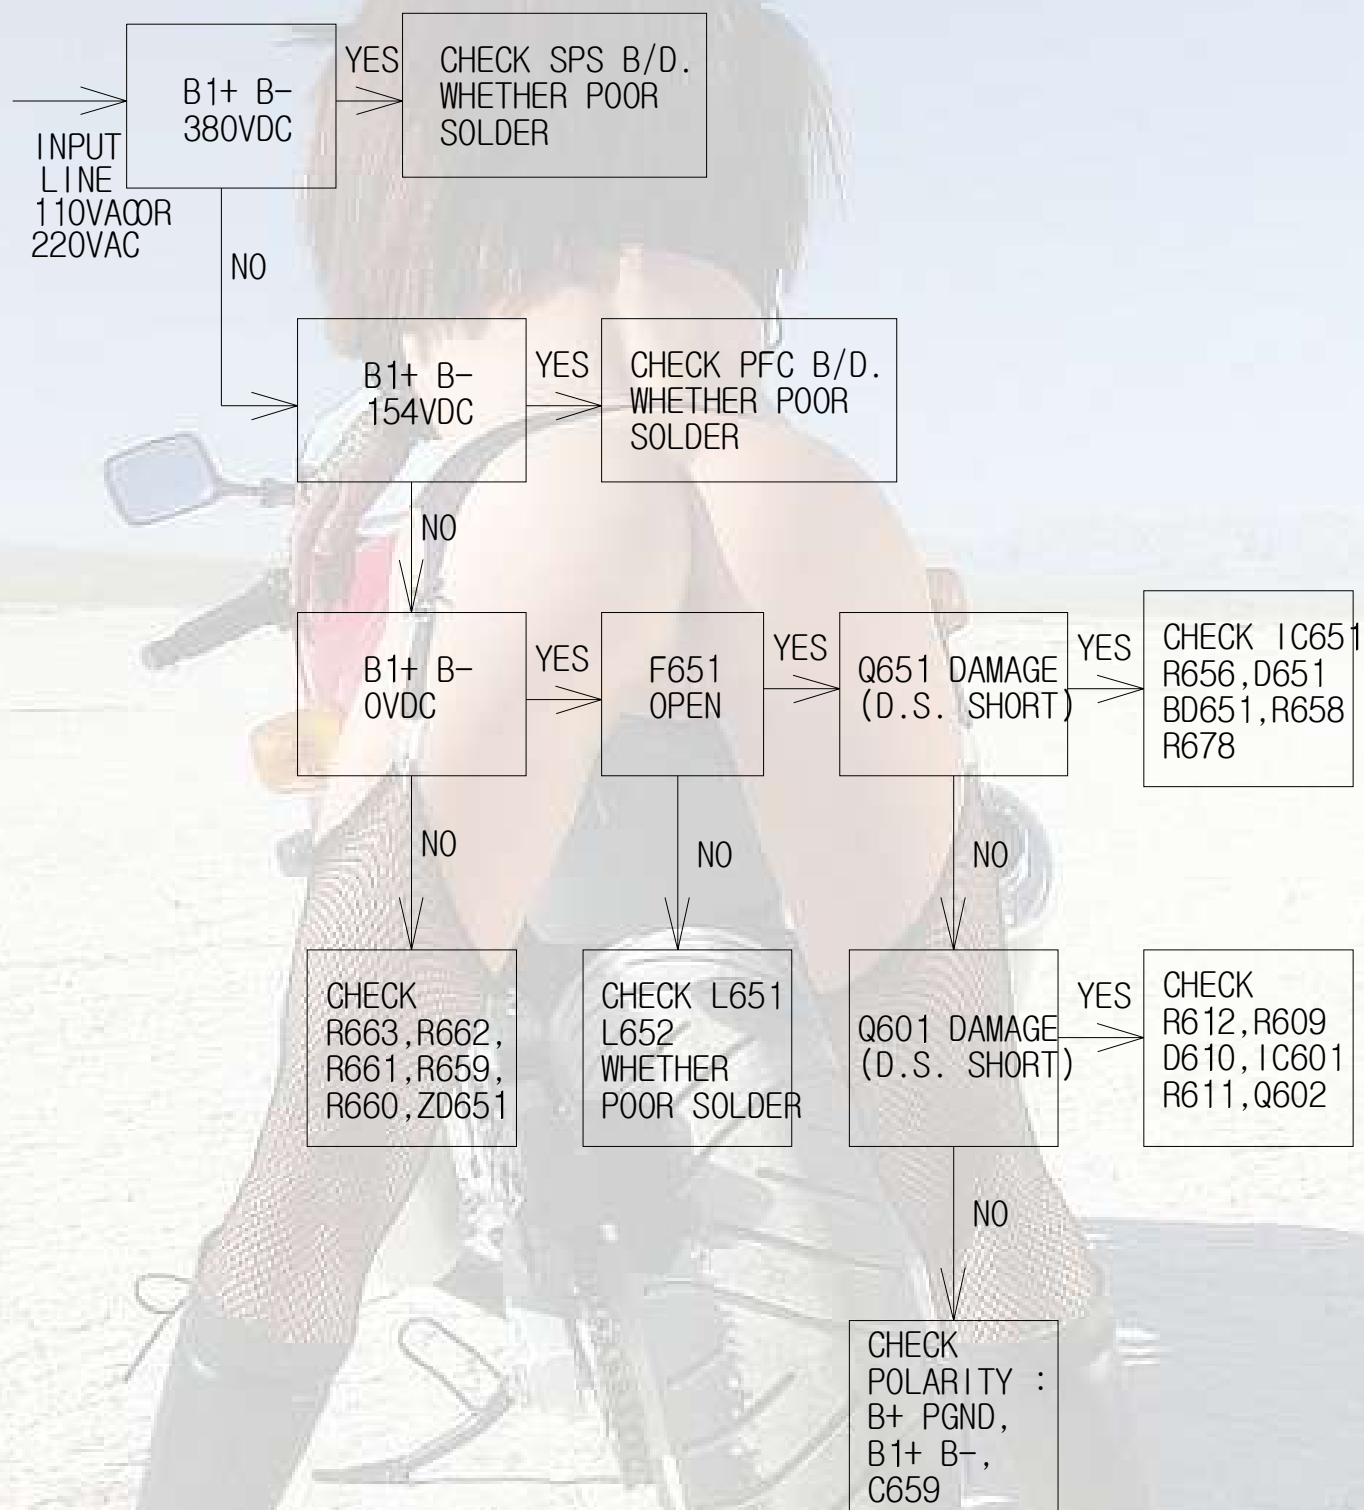 B1+ B-
380VDC
YES
CHECK SPS B/D.
WHETHER POOR
SOLDER
INPUT
LINE
110VACOR
220VAC
NO
B1+ B-
154VDC
YES
CHECK PFC B/D.
WHETHER POOR
SOLDER
NO
B1+ B-
0VDC
YES
F651
OPEN
YES
Q651 DAMAGE
(D.S. SHORT)
YES
CHECK IC651
R656,D651
BD651,R658
R678
NO
NO
NO
CHECK
R663,R662,
R661,R659,
R660,ZD651
CHECK L651
L652
WHETHER
POOR SOLDER
Q601 DAMAGE
(D.S. SHORT)
YES
CHECK
R612,R609
D610,IC601
R611,Q602
NO
CHECK
POLARITY :
B+ PGND,
B1+ B-,
C659